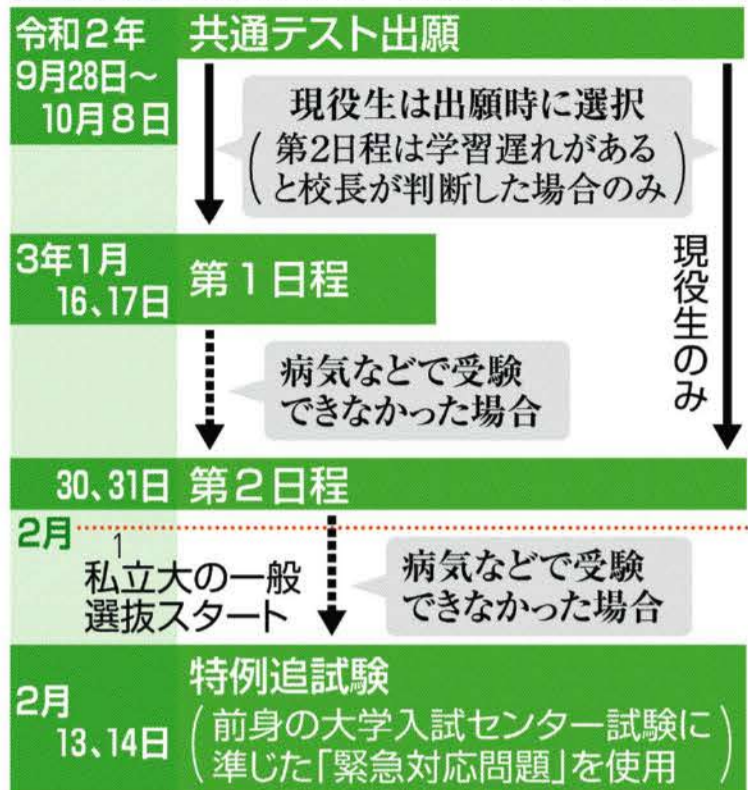 令和2年
9月28日〜
10月8日
共通テスト出願
現役生は出願時に選択
(第2日程は学習遅れがある
と校長が判断した場合のみ)
現役生のみ
3年1月
16、17日
第1日程
病気などで受験
できなかった場合
30、31日
第2日程
2月
1
私立大の一般
選抜スタート
病気などで受験
できなかった場合
2月
13、14日
特例追試験
(前身の大学入試センター試験に
準じた「緊急対応問題」を使用)